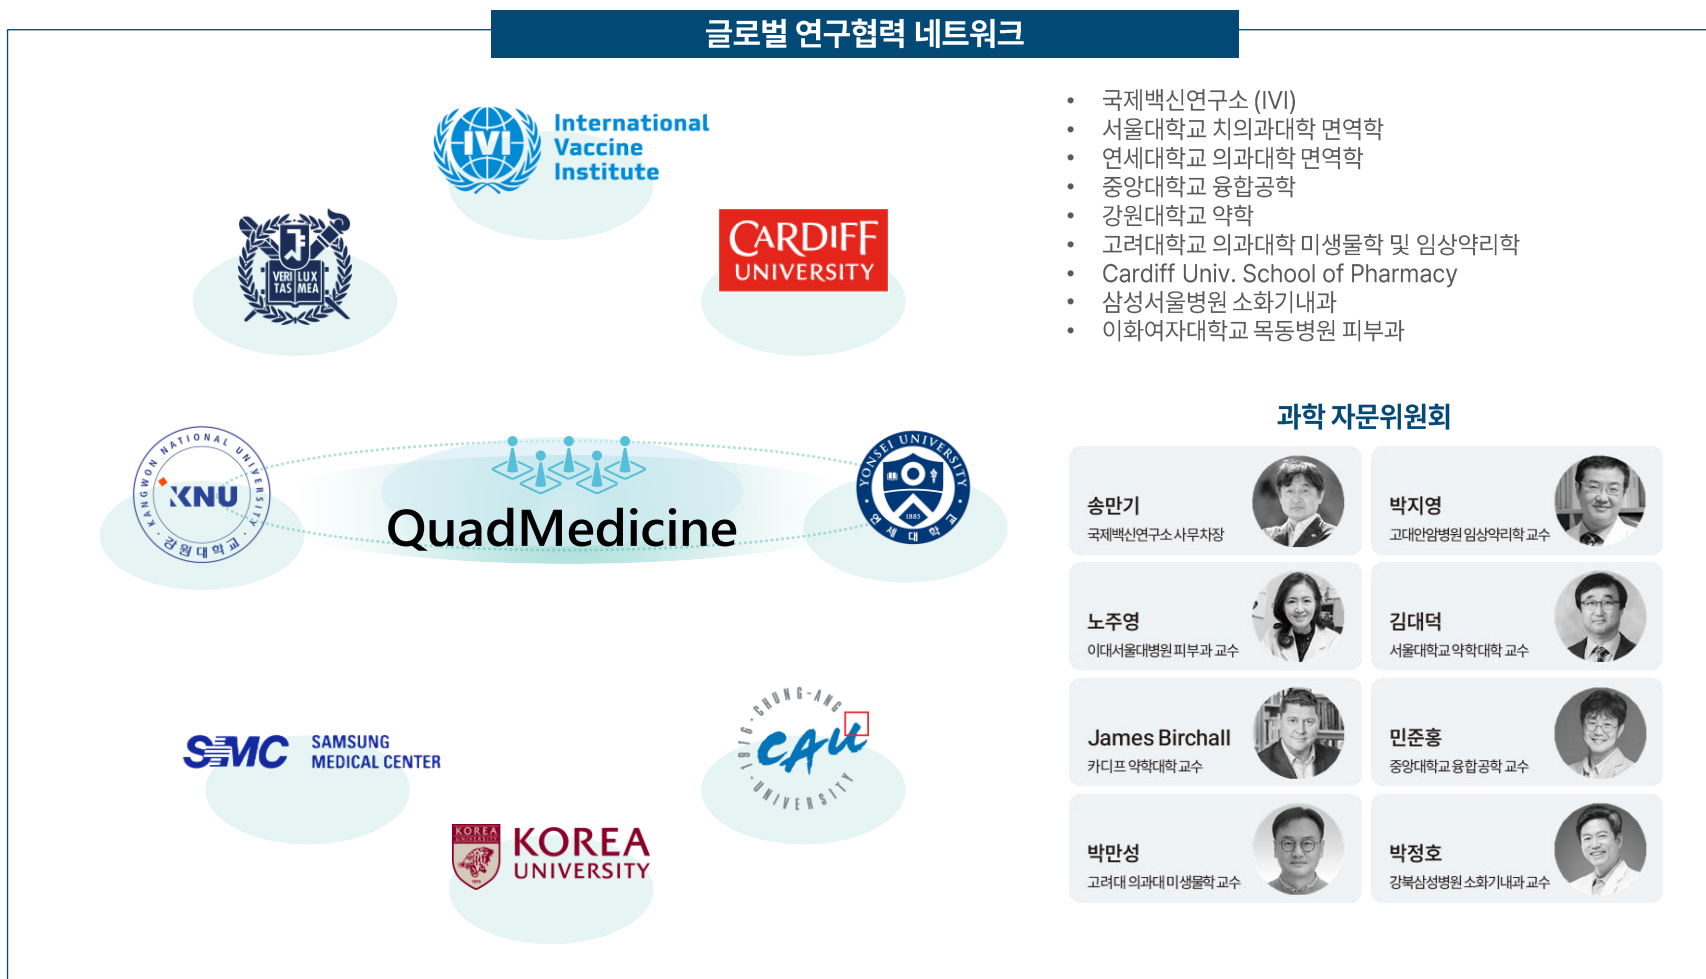 글로벌 연구협력 네트워크
IVI
International
Vaccine
Institute
VERI LUX
TAS MEA
CARDIFF
UNIVERSITY
KANGWON NATIONAL UNIVERSITY
KNU
강원대학교
QuadMedicine
YONSEI UNIVERSITY
1885
연세대학교
SMC
SAMSUNG
MEDICAL CENTER
1916 · CHUNG-ANG
CAU
UNIVERSITY
KOREA
UNIVERSITY
1905
KOREA
UNIVERSITY
• 국제백신연구소 (IVI)
• 서울대학교 치의과대학 면역학
• 연세대학교 의과대학 면역학
• 중앙대학교 융합공학
• 강원대학교 약학
• 고려대학교 의과대학 미생물학 및 임상약리학
• Cardiff Univ. School of Pharmacy
• 삼성서울병원 소화기내과
• 이화여자대학교 목동병원 피부과
과학 자문위원회
송만기
국제백신연구소 사무차장
박지영
고대안암병원 임상약리학 교수
노주영
이대서울대병원 피부과 교수
김대덕
서울대학교 약학대학 교수
James Birchall
카디프 약학대학 교수
민준홍
중앙대학교 융합공학 교수
박만성
고려대 의과대 미생물학 교수
박정호
강북삼성병원 소화기내과 교수